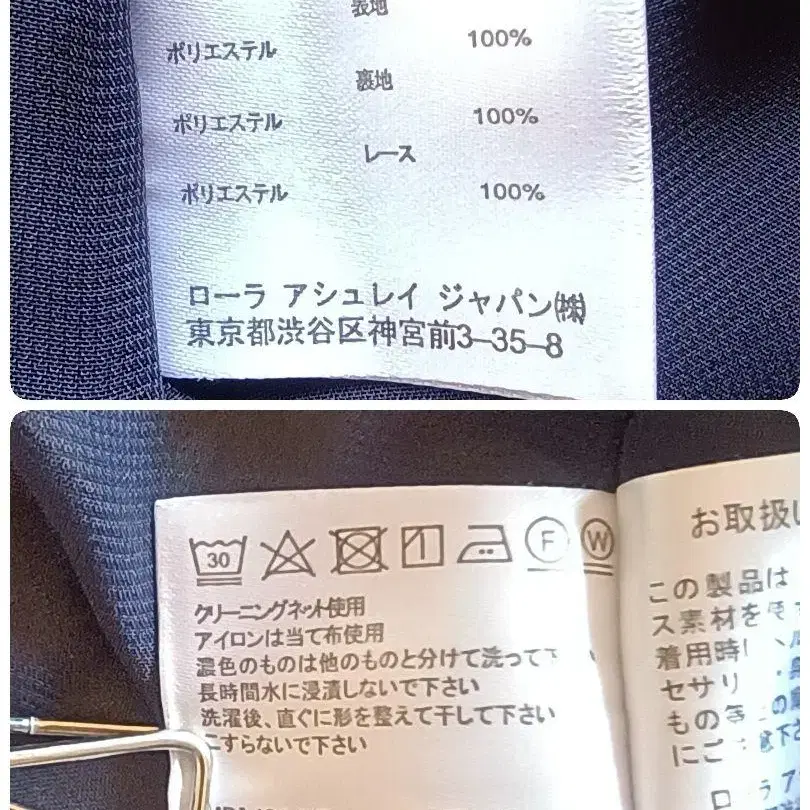 表地
ポリエステル 100%
裏地
ポリエステル 100%
レース
ポリエステル 100%
ローラ アシュレイ ジャパン㈱
東京都渋谷区神宮前3-35-8
30 F W
クリーニングネット使用
アイロンは当て布使用
濃色のものは他のものと分けて洗って下
長時間水に浸漬しないで下さい
洗濯後、直ぐに形を整えて干して下さい
こすらないで下さい
お取扱い
この製品は
ス素材を
着用時
セサリ
もの等
にご